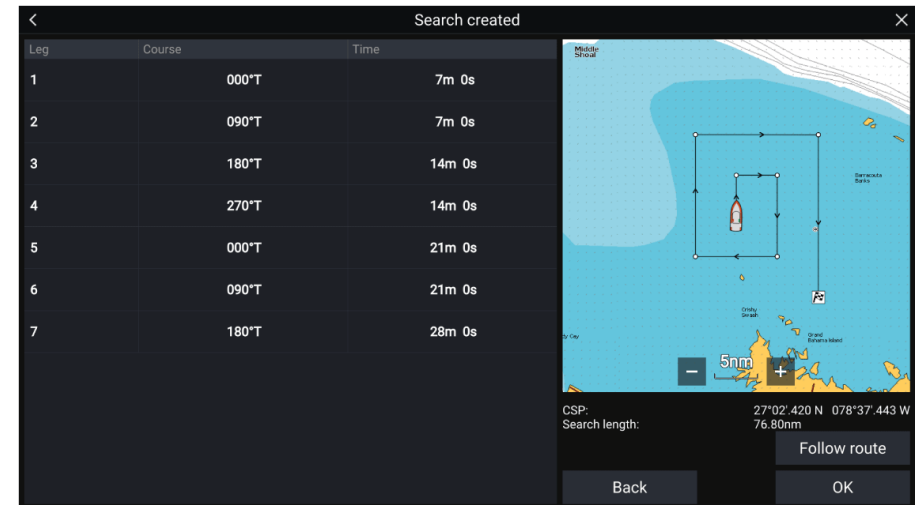 Search created
Leg Course Time
1 000°T 7m 0s
2 090°T 7m 0s
3 180°T 14m 0s
4 270°T 14m 0s
5 000°T 21m 0s
6 090°T 21m 0s
7 180°T 28m 0s
Middle
Shoal
Barracouta
Banks
Grand
Bahama Island
5nm
CSP: 27°02'.420 N 078°37'.443 W
Search length: 76.80nm
Follow route
Back
OK